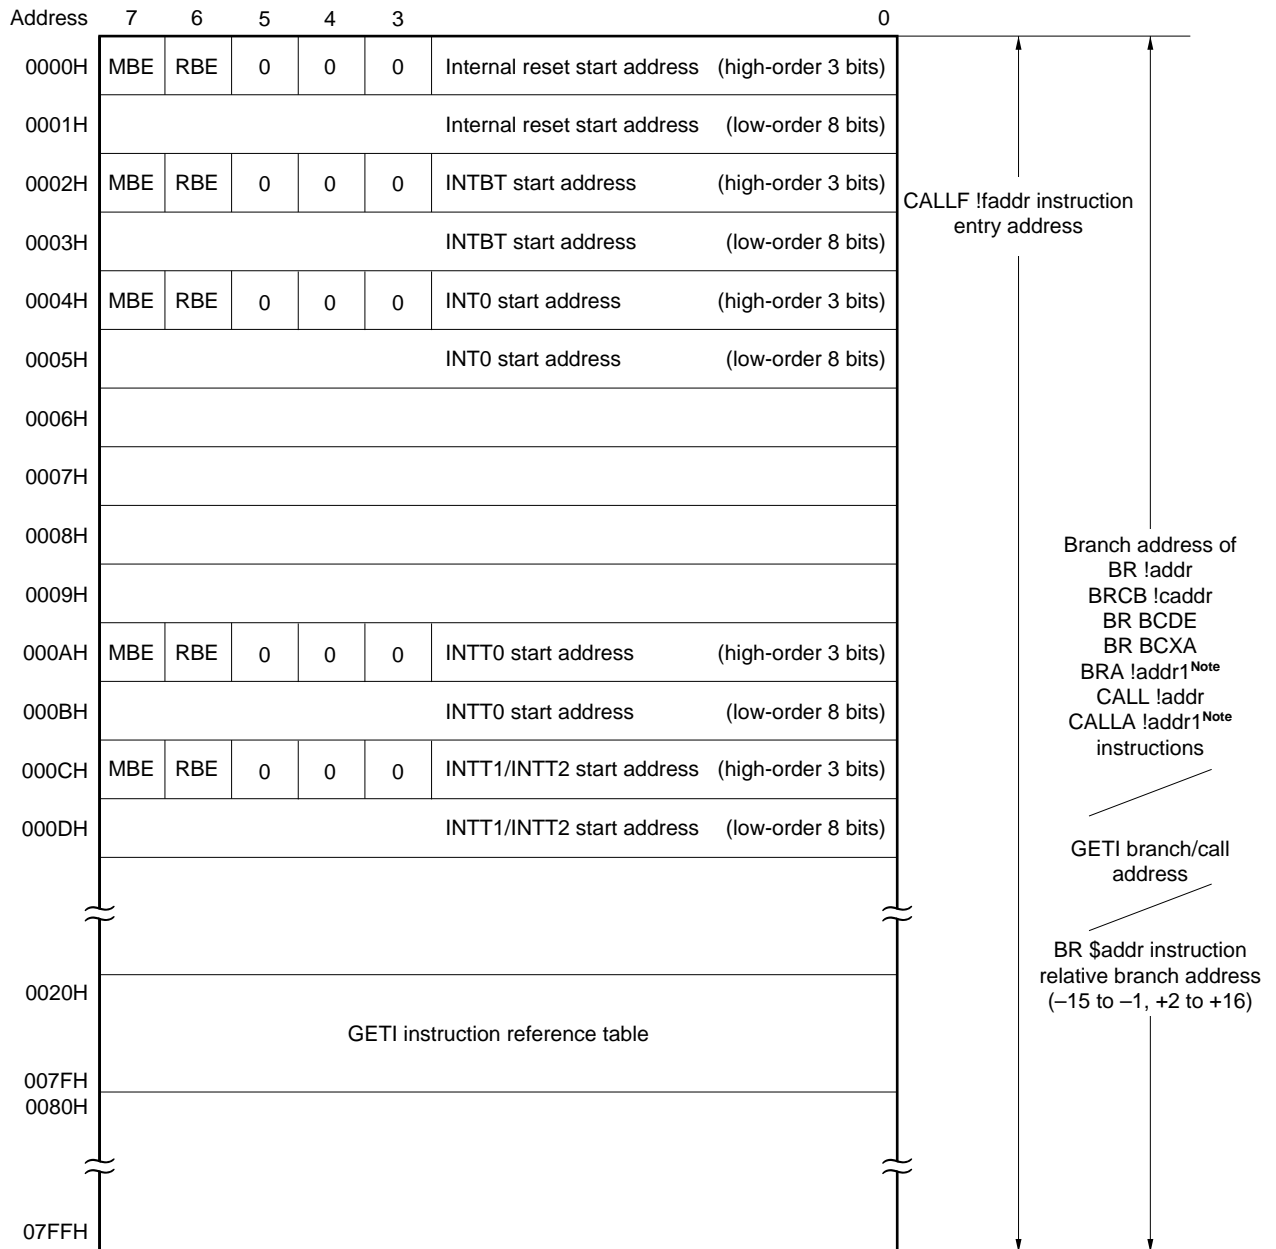 Address 7 6 5 4 3 0
0000H MBE RBE 0 0 0 Internal reset start address (high-order 3 bits)
0001H Internal reset start address (low-order 8 bits)
0002H MBE RBE 0 0 0 INTBT start address (high-order 3 bits)
0003H INTBT start address (low-order 8 bits)
0004H MBE RBE 0 0 0 INT0 start address (high-order 3 bits)
0005H INT0 start address (low-order 8 bits)
0006H
0007H
0008H
0009H
000AH MBE RBE 0 0 0 INTT0 start address (high-order 3 bits)
000BH INTT0 start address (low-order 8 bits)
000CH MBE RBE 0 0 0 INTT1/INTT2 start address (high-order 3 bits)
000DH INTT1/INTT2 start address (low-order 8 bits)
0020H
GETI instruction reference table
007FH
0080H
07FFH
CALLF !faddr instruction
entry address
Branch address of
BR !addr
BRCB !caddr
BR BCDE
BR BCXA
BRA !addr1Note
CALL !addr
CALLA !addr1Note
instructions
GETI branch/call
address
BR $addr instruction
relative branch address
(–15 to –1, +2 to +16)